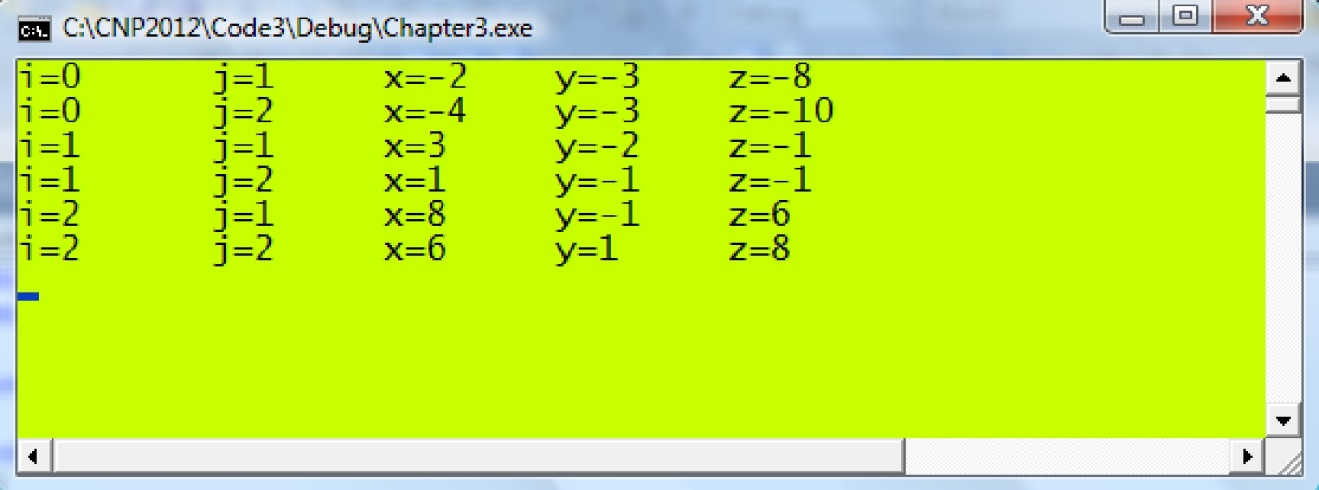 C:\CNP2012\Code3\Debug\Chapter3.exe
i=0 j=1 x=-2 y=-3 z=-8
i=0 j=2 x=-4 y=-3 z=-10
i=1 j=1 x=3 y=-2 z=-1
i=1 j=2 x=1 y=-1 z=-1
i=2 j=1 x=8 y=-1 z=6
i=2 j=2 x=6 y=1 z=8